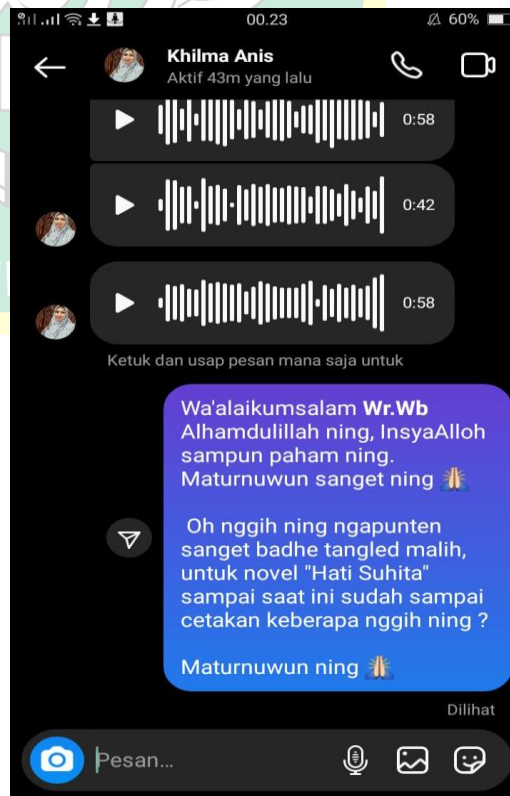 00.23
60%
Khilma Anis
Aktif 43m yang lalu
0:58
0:42
0:58
Ketuk dan usap pesan mana saja untuk
Wa'alaikumsalam Wr.Wb
Alhamdulillah ning, InsyaAlloh
sampun paham ning.
Maturnuwun sanget ning 🙏🏻
Oh nggih ning ngapunten
sanget badhe tangled malih,
untuk novel "Hati Suhita"
sampai saat ini sudah sampai
cetakan keberapa nggih ning ?
Maturnuwun ning 🙏🏻
Dilihat
Pesan...